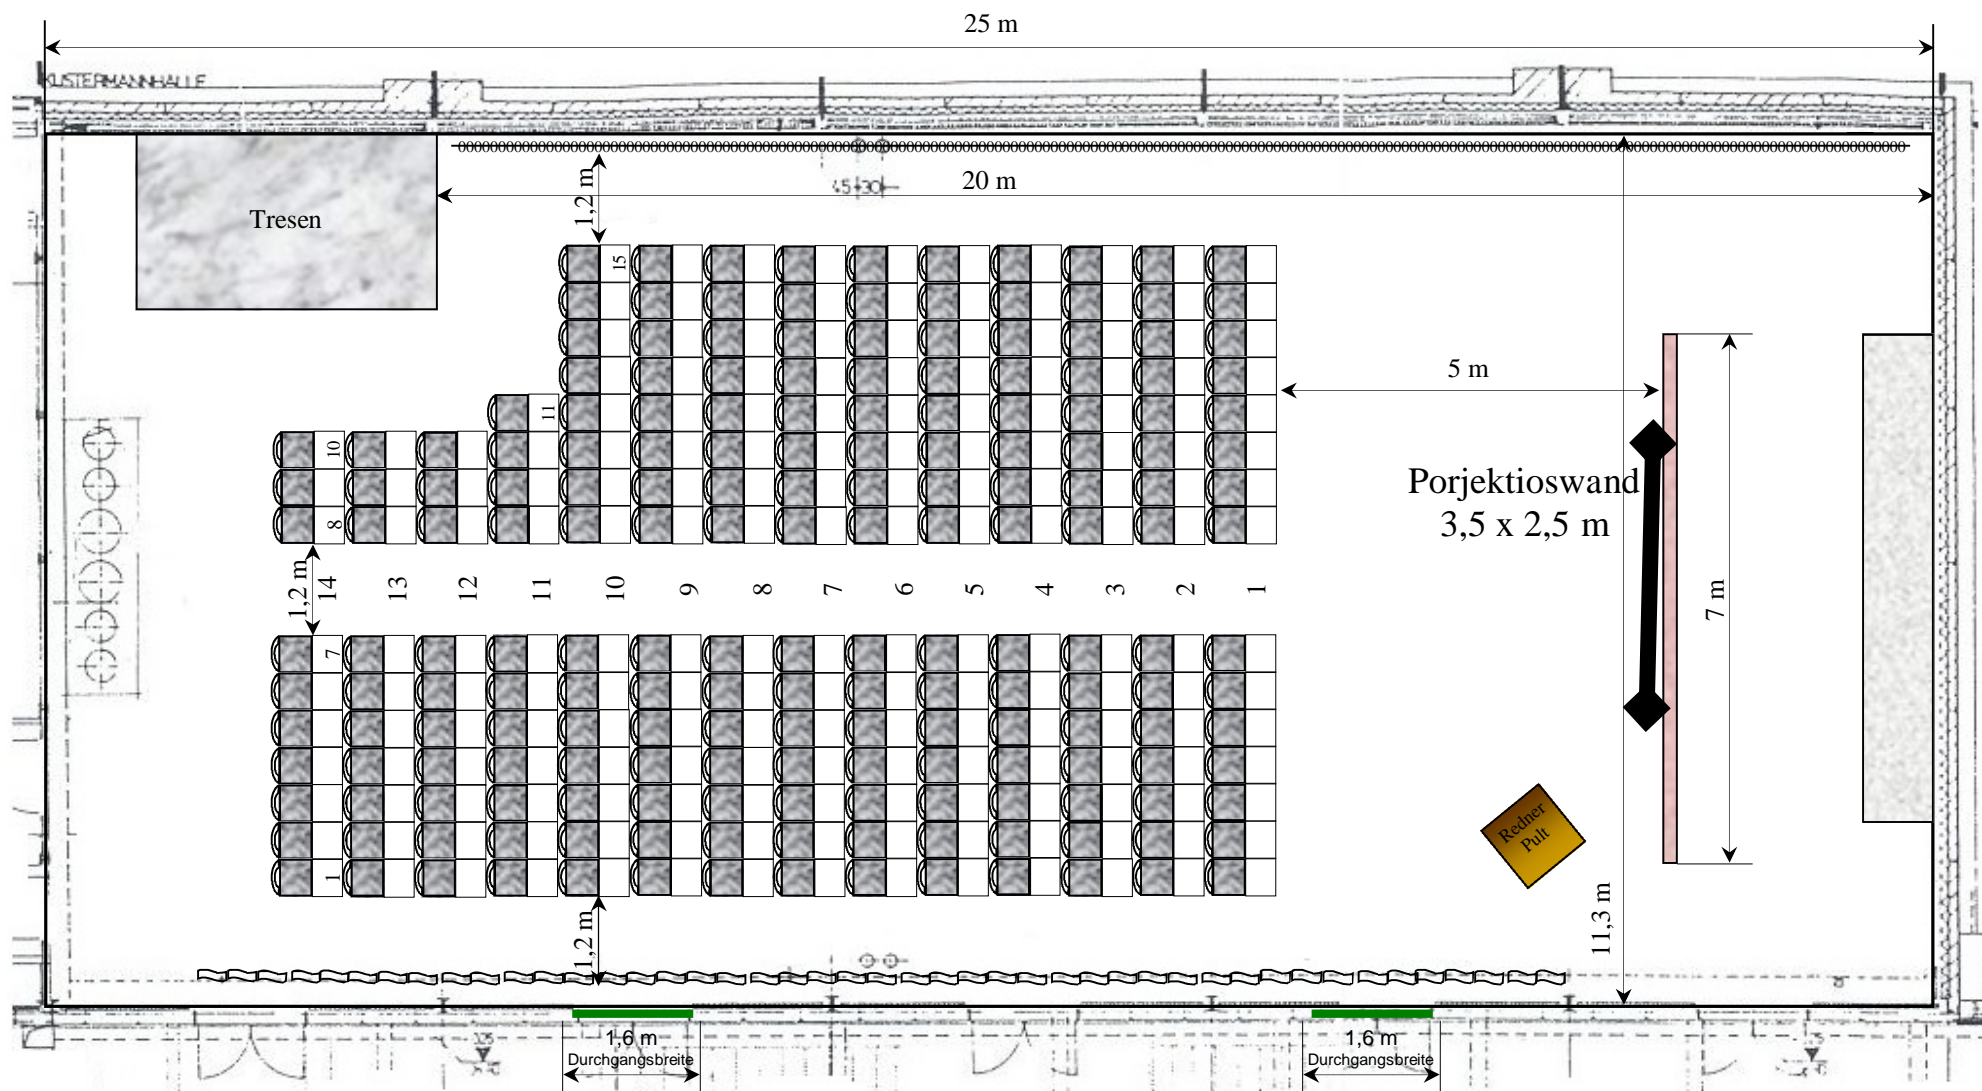 25 m
KUSTERMANNHALLE
20 m
45 30
1,2 m
Tresen
15
5 m
11
10
8
Porjektioswand
3,5 x 2,5 m
1,2 m
14
13
12
11
10
9
8
7
6
5
4
3
2
1
7 m
7
1
Redner
Pult
11,3 m
1,2 m
1,6 m
Durchgangsbreite
1,6 m
Durchgangsbreite